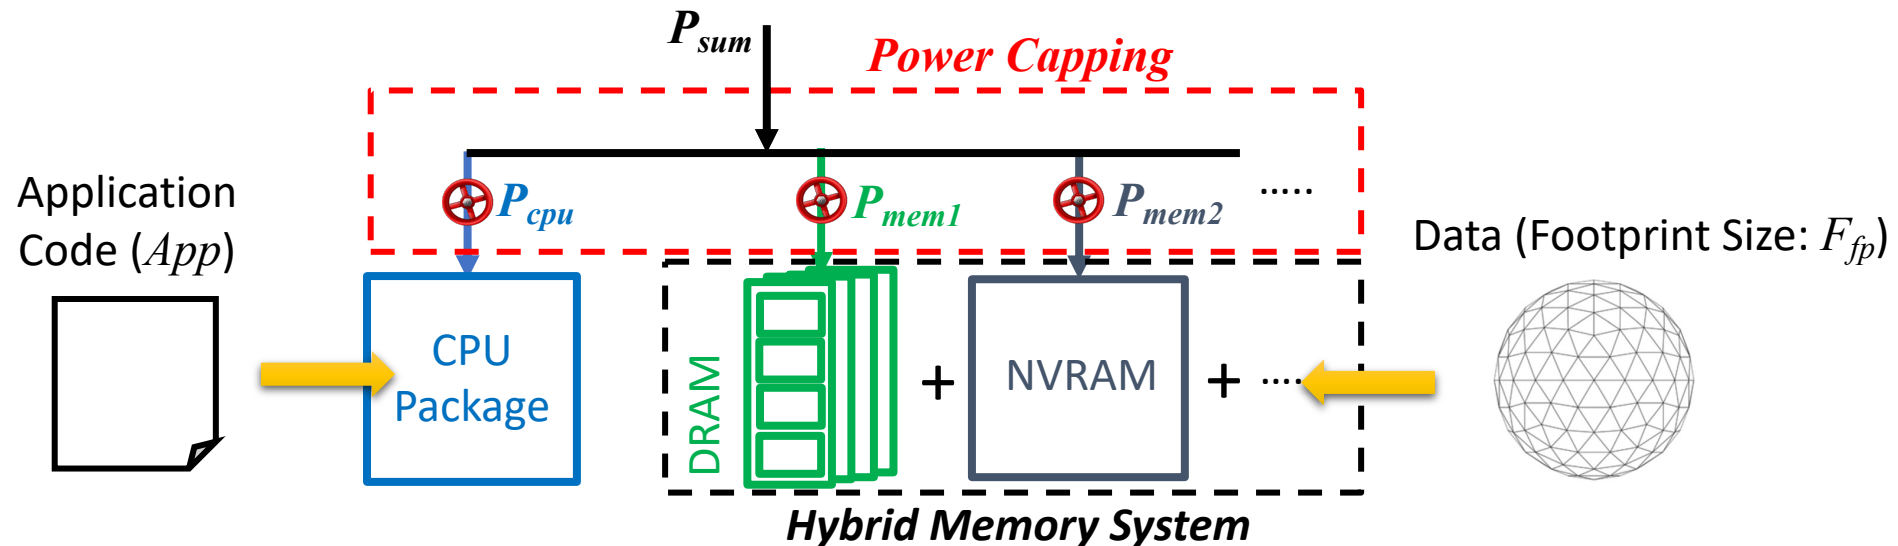 P_sum
Power Capping
Application
Code (App)
P_cpu
P_mem1
P_mem2
.....
Data (Footprint Size: F_fp)
CPU
Package
DRAM
+
NVRAM
+
....
Hybrid Memory System